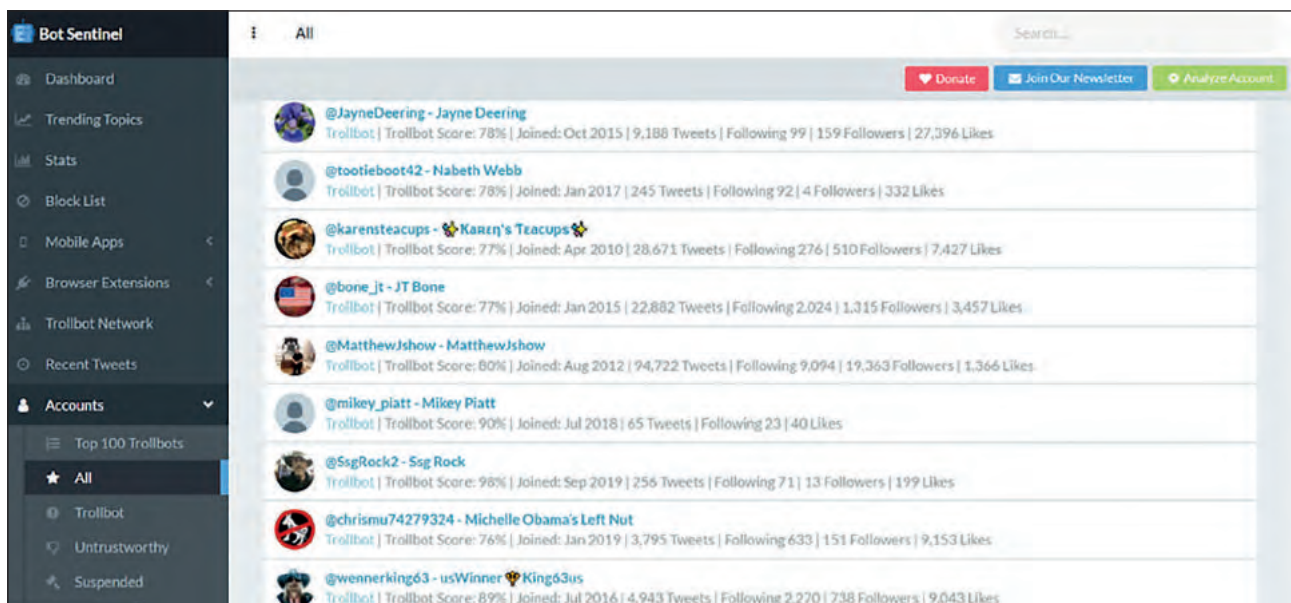 Bot Sentinel
All
Search...
Donate
Join Our Newsletter
Analyze Account
Dashboard
Trending Topics
Stats
Block List
Mobile Apps
Browser Extensions
Trollbot Network
Recent Tweets
Accounts
Top 100 Trollbots
All
Trollbot
Untrustworthy
Suspended
@JayneDeering - Jayne Deering
Trollbot | Trollbot Score: 78% | Joined: Oct 2015 | 9,188 Tweets | Following 99 | 159 Followers | 27,396 Likes
@tootieboot42 - Nabeth Webb
Trollbot | Trollbot Score: 78% | Joined: Jan 2017 | 245 Tweets | Following 92 | 4 Followers | 332 Likes
@karensteacups - Kᴀʀɛɳ's Tᴇᴀᴄᴜᴘs
Trollbot | Trollbot Score: 77% | Joined: Apr 2010 | 28,671 Tweets | Following 276 | 510 Followers | 7,427 Likes
@bone_jt - JT Bone
Trollbot | Trollbot Score: 77% | Joined: Jan 2015 | 22,882 Tweets | Following 2,024 | 1,315 Followers | 3,457 Likes
@MatthewJshow - MatthewJshow
Trollbot | Trollbot Score: 80% | Joined: Aug 2012 | 94,722 Tweets | Following 9,094 | 19,363 Followers | 1,366 Likes
@mikey_piatt - Mikey Piatt
Trollbot | Trollbot Score: 90% | Joined: Jul 2018 | 65 Tweets | Following 23 | 40 Likes
@SsgRock2 - Ssg Rock
Trollbot | Trollbot Score: 98% | Joined: Sep 2019 | 256 Tweets | Following 71 | 13 Followers | 199 Likes
@chrismu74279324 - Michelle Obama's Left Nut
Trollbot | Trollbot Score: 76% | Joined: Jan 2019 | 3,795 Tweets | Following 633 | 151 Followers | 9,153 Likes
@wennerking63 - usWinner King63us
Trollbot | Trollbot Score: 89% | Joined: Jul 2016 | 4,943 Tweets | Following 2,270 | 738 Followers | 9,043 Likes